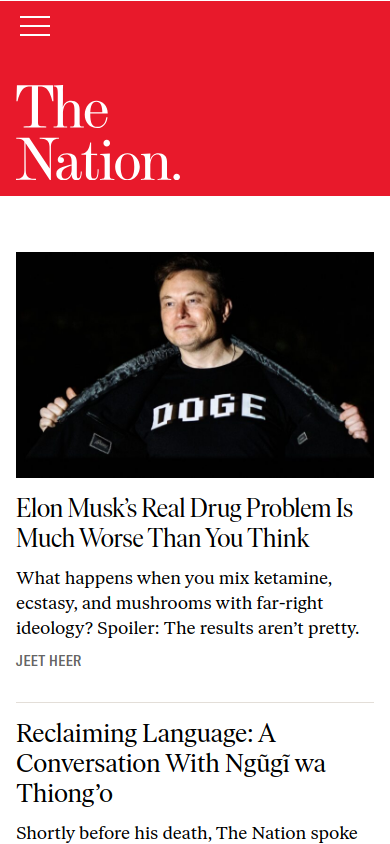 The
Nation.
DOGE
Elon Musk’s Real Drug Problem Is
Much Worse Than You Think
What happens when you mix ketamine,
ecstasy, and mushrooms with far-right
ideology? Spoiler: The results aren’t pretty.
JEET HEER
Reclaiming Language: A
Conversation With Ngũgĩ wa
Thiong’o
Shortly before his death, The Nation spoke